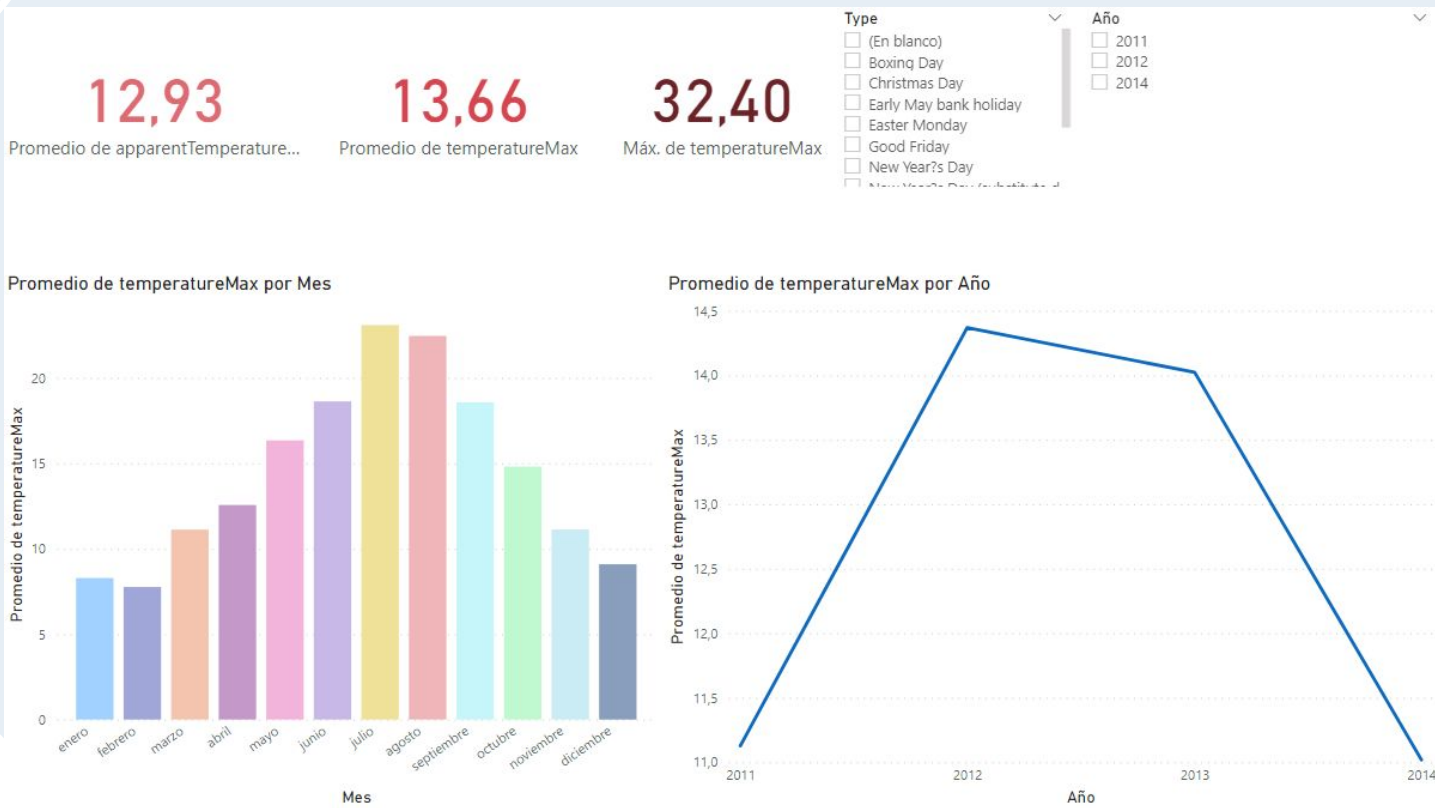 12,93
Promedio de apparentTemperature...
13,66
Promedio de temperatureMax
32,40
Máx. de temperatureMax
Type
(En blanco)
Boxing Day
Christmas Day
Early May bank holiday
Easter Monday
Good Friday
New Year?s Day
Año
2011
2012
2014
Promedio de temperatureMax por Mes
Promedio de temperatureMax
20
15
10
5
0
enero
febrero
marzo
abril
mayo
junio
julio
agosto
septiembre
octubre
noviembre
diciembre
Mes
Promedio de temperatureMax por Año
Promedio de temperatureMax
14,5
14,0
13,5
13,0
12,5
12,0
11,5
11,0
2011
2012
2013
2014
Año